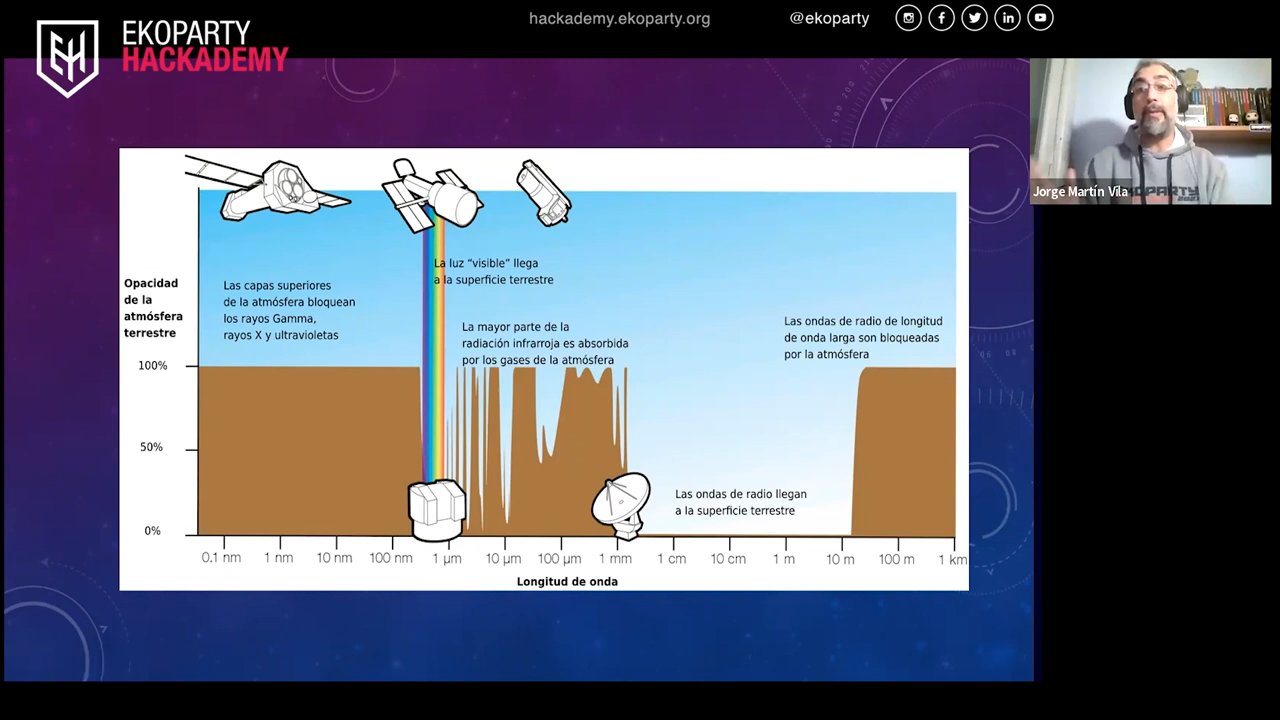 hackademy.ekoparty.org
@ekoparty
EKOPARTY
HACKADEMY
Jorge Martín Vila
EKOPARTY
2021
La luz “visible” llega
a la superficie terrestre
Opacidad
de la
atmósfera
terrestre
Las capas superiores
de la atmósfera bloquean
los rayos Gamma,
rayos X y ultravioletas
La mayor parte de la
radiación infrarroja es absorbida
por los gases de la atmósfera
Las ondas de radio de longitud
de onda larga son bloqueadas
por la atmósfera
100%
50%
0%
Las ondas de radio llegan
a la superficie terrestre
0.1 nm 1 nm 10 nm 100 nm 1 µm 10 µm 100 µm 1 mm 1 cm 10 cm 1 m 10 m 100 m 1 km
Longitud de onda